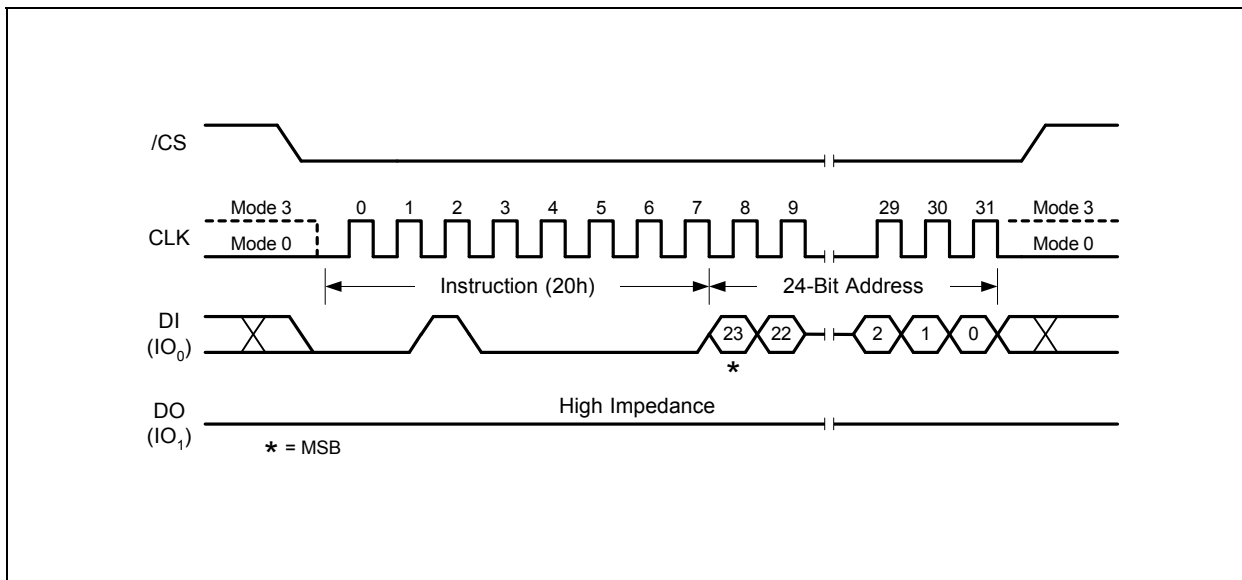 /CS
Mode 3 0 1 2 3 4 5 6 7 8 9 29 30 31 Mode 3
CLK
Mode 0 Mode 0
Instruction (20h) 24-Bit Address
DI
(IO0)
23 22 2 1 0
*
DO
(IO1)
High Impedance
* = MSB